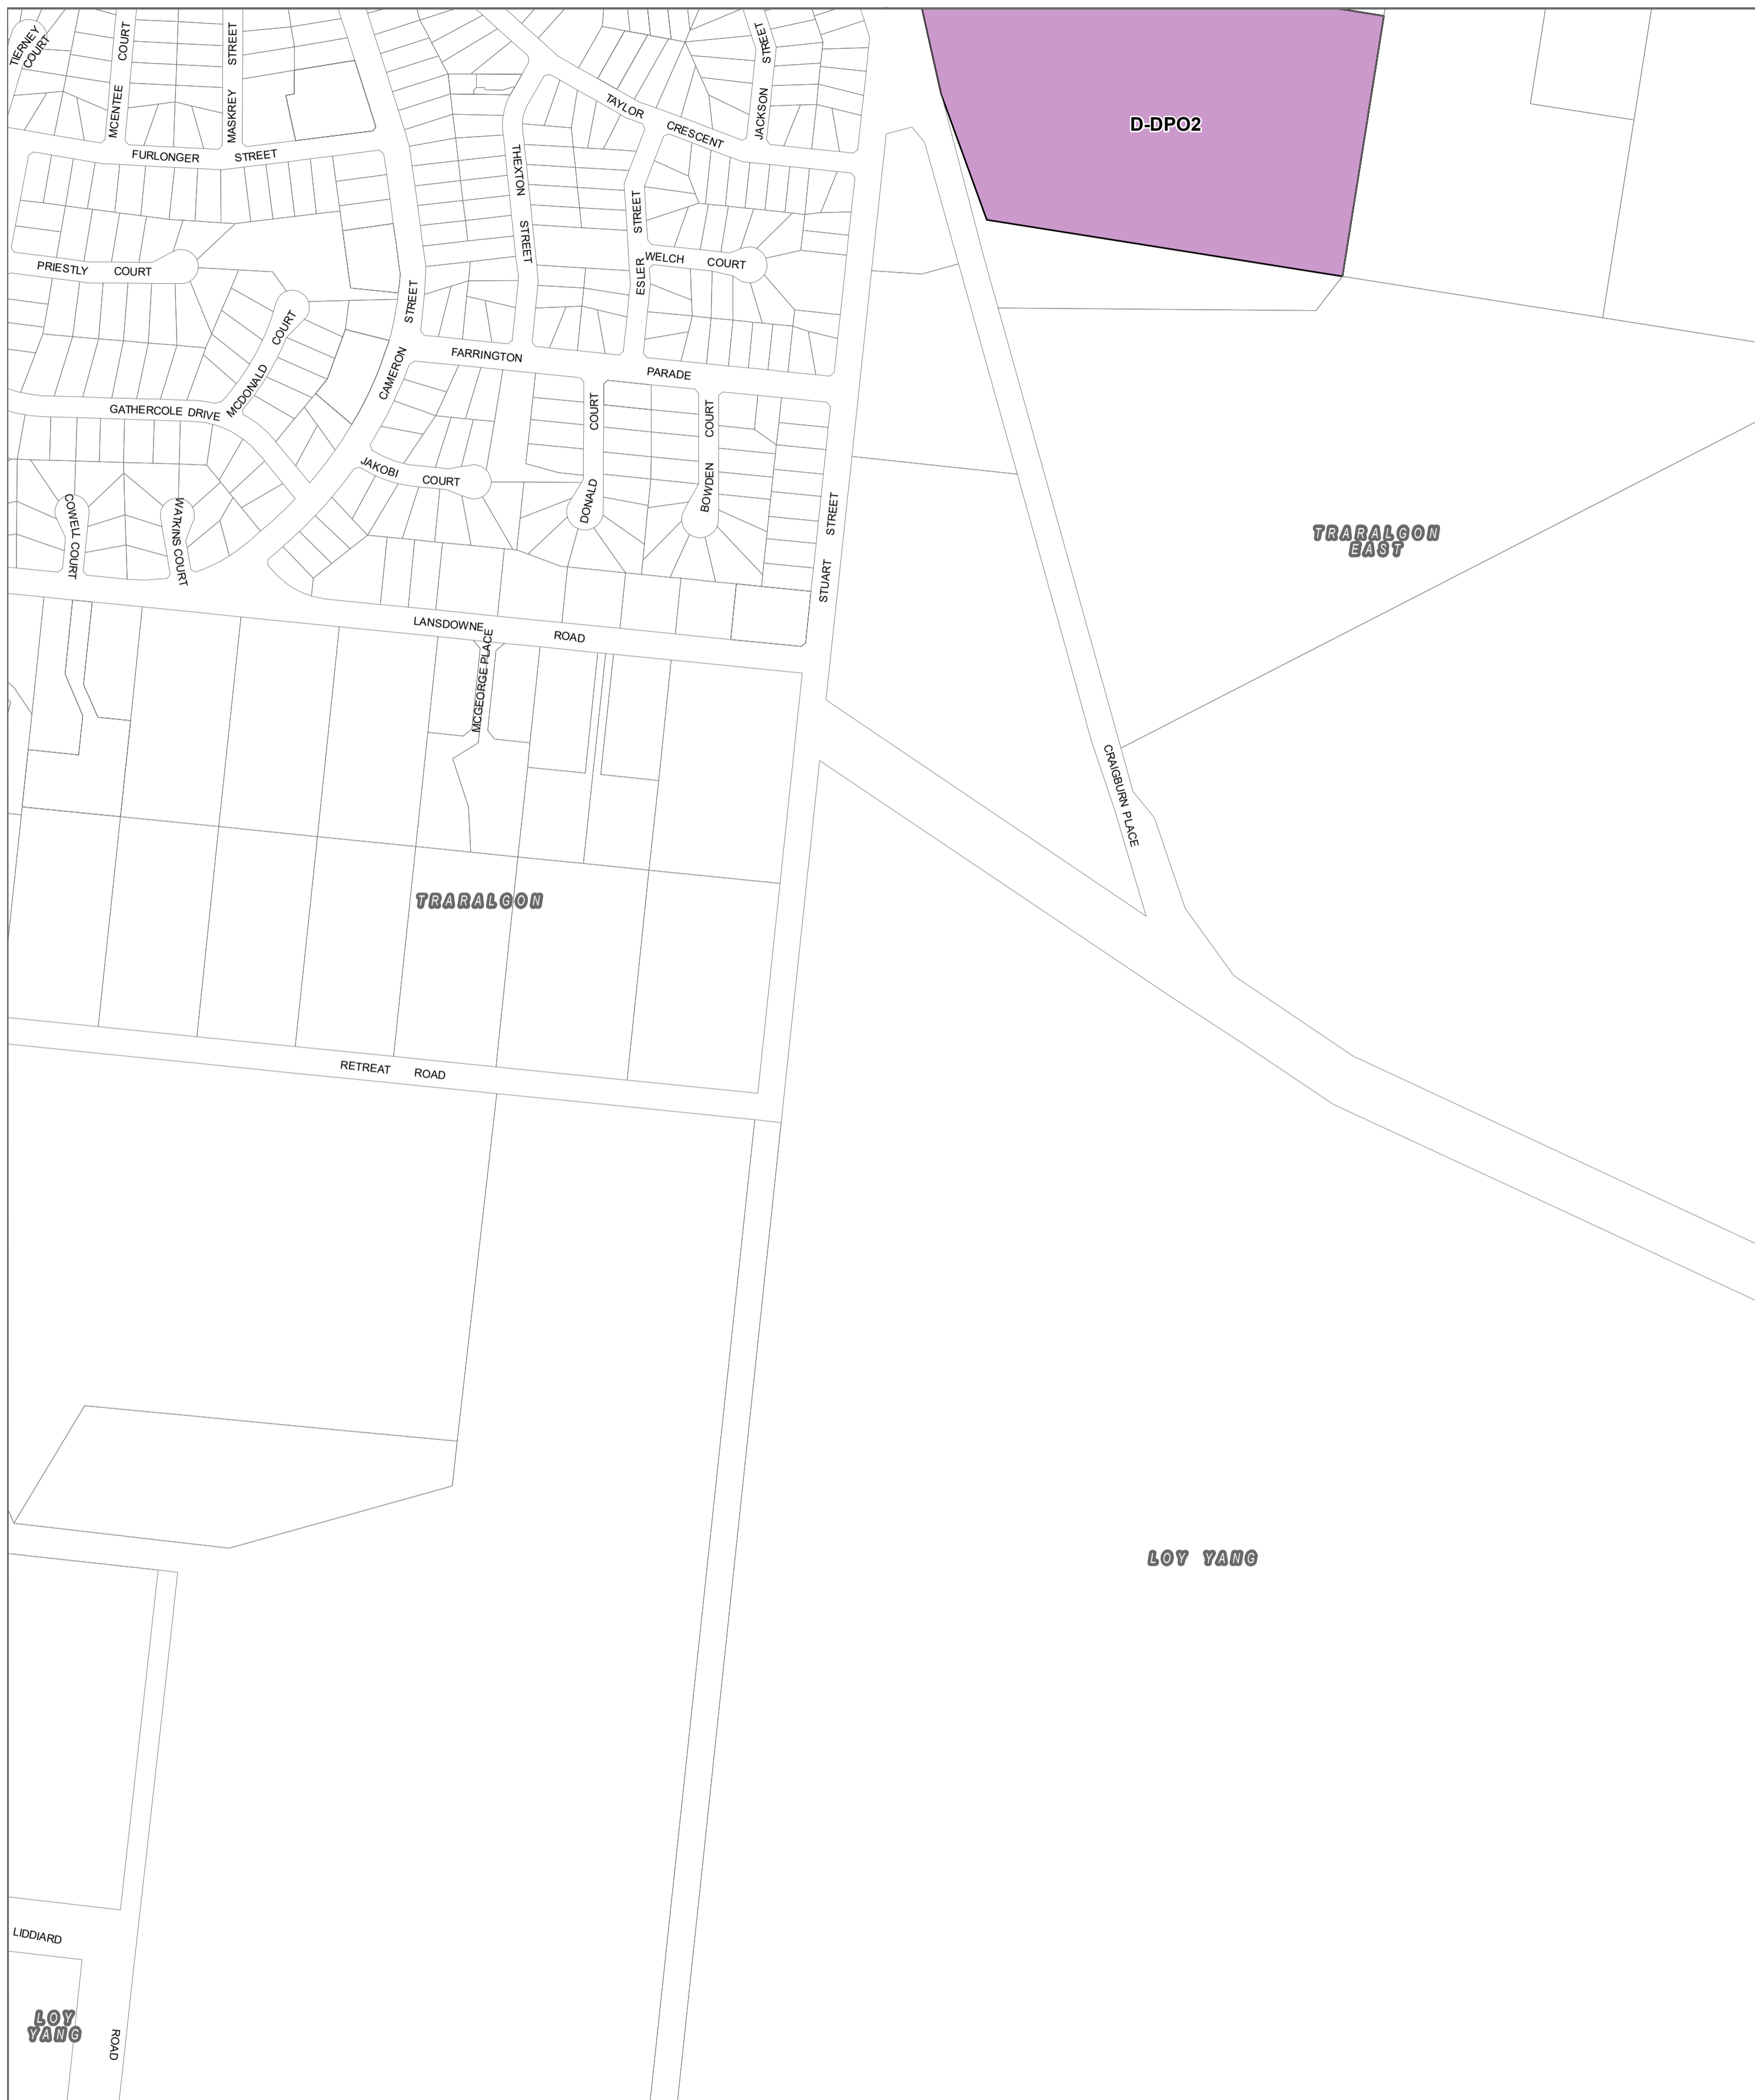 TIERNEY
COURT
MCENTEE COURT
MASKREY STREET
JACKSON STREET
TAYLOR CRESCENT
D-DPO2
FURLONGER STREET
THEXTON STREET
ESLER STREET
PRIESTLY COURT
WELCH COURT
MCDONALD COURT
CAMERON STREET
FARRINGTON PARADE
GATHERCOLE DRIVE
DONALD COURT
BOWDEN COURT
JAKOBI COURT
COWELL COURT
WATKINS COURT
STUART STREET
TRARALGON
EAST
LANSDOWNE ROAD
MCGEORGE PLACE
CRAIGBURN PLACE
TRARALGON
RETREAT ROAD
LOY YANG
LIDDIARD
ROAD
LOY
YANG